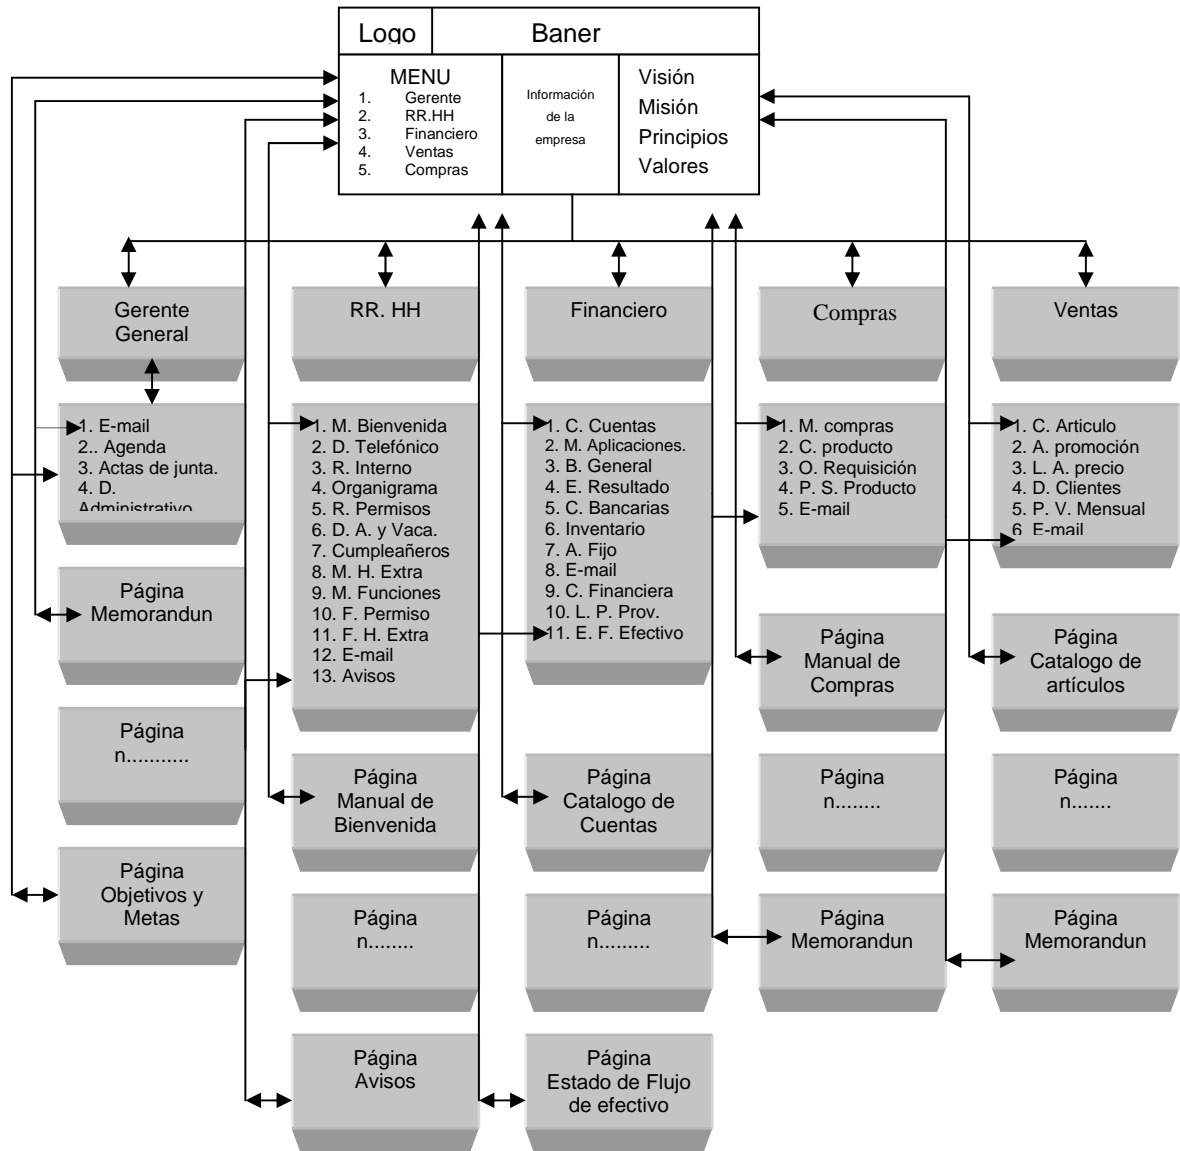 Logo
Baner
MENU
1. Gerente
2. RR.HH
3. Financiero
4. Ventas
5. Compras
Información
de la
empresa
Visión
Misión
Principios
Valores
Gerente
General
RR. HH
Financiero
Compras
Ventas
1. E-mail
2.. Agenda
3. Actas de junta.
4. D.
Administrativo
1. M. Bienvenida
2. D. Telefónico
3. R. Interno
4. Organigrama
5. R. Permisos
6. D. A. y Vaca.
7. Cumpleañeros
8. M. H. Extra
9. M. Funciones
10. F. Permiso
11. F. H. Extra
12. E-mail
13. Avisos
1. C. Cuentas
2. M. Aplicaciones.
3. B. General
4. E. Resultado
5. C. Bancarias
6. Inventario
7. A. Fijo
8. E-mail
9. C. Financiera
10. L. P. Prov.
11. E. F. Efectivo
1. M. compras
2. C. producto
3. O. Requisición
4. P. S. Producto
5. E-mail
1. C. Articulo
2. A. promoción
3. L. A. precio
4. D. Clientes
5. P. V. Mensual
6 E-mail
Página
Memorandun
Página
n...........
Página
Objetivos y
Metas
Página
Manual de
Bienvenida
Página
n........
Página
Avisos
Página
Catalogo de
Cuentas
Página
n.........
Página
Estado de Flujo
de efectivo
Página
Manual de
Compras
Página
n........
Página
Memorandun
Página
Catalogo de
artículos
Página
n.......
Página
Memorandun